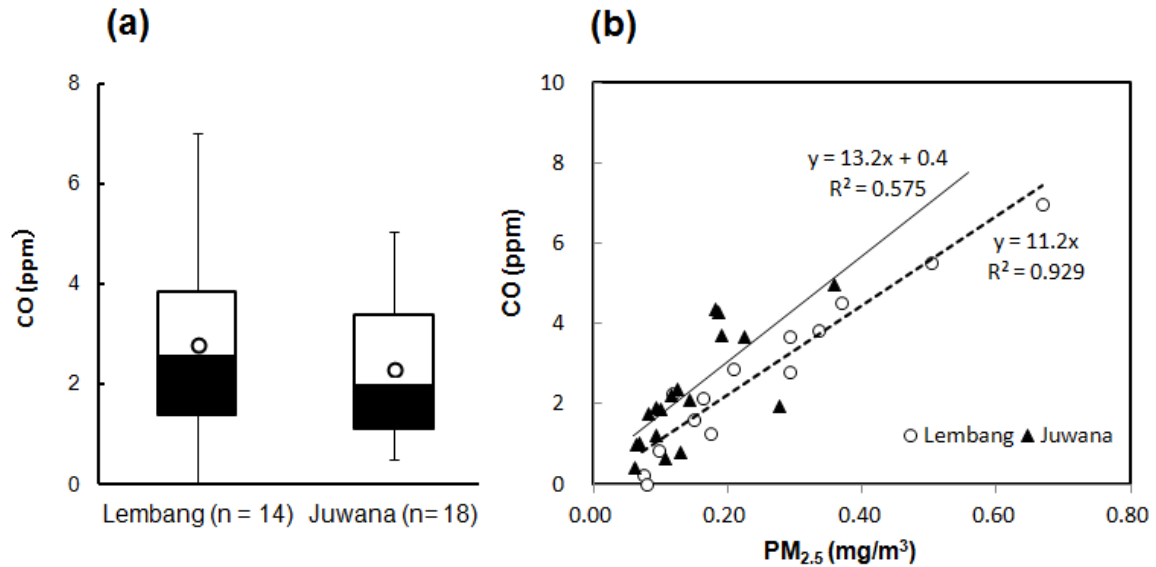 (a)
CO (ppm)
8
6
4
2
0
Lembang (n = 14)
Juwana (n= 18)
(b)
CO (ppm)
10
8
6
4
2
0
y = 13.2x + 0.4
R² = 0.575
y = 11.2x
R² = 0.929
Lembang
Juwana
0.00
0.20
0.40
0.60
0.80
PM₂.₅ (mg/m³)